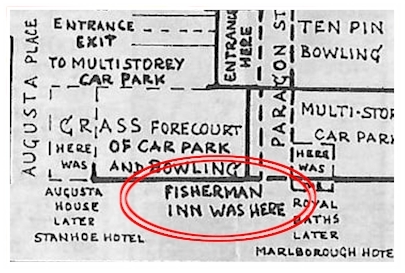 AUGUSTA PLACE
ENTRANCE
EXIT
TO MULTISTOREY
CAR PARK
ENTRANCE
HERE
PARAGON ST
TEN PIN
BOWLING
GRASS FORECOURT
OF CAR PARK
AND BOWLING
HERE
WAS
AUGUSTA
HOUSE
LATER
STANHOE HOTEL
FISHERMAN
INN WAS HERE
MULTI-STOR
CAR PARK
HERE
WAS
ROYAL
BATHS
LATER
MARLBOROUGH HOTE